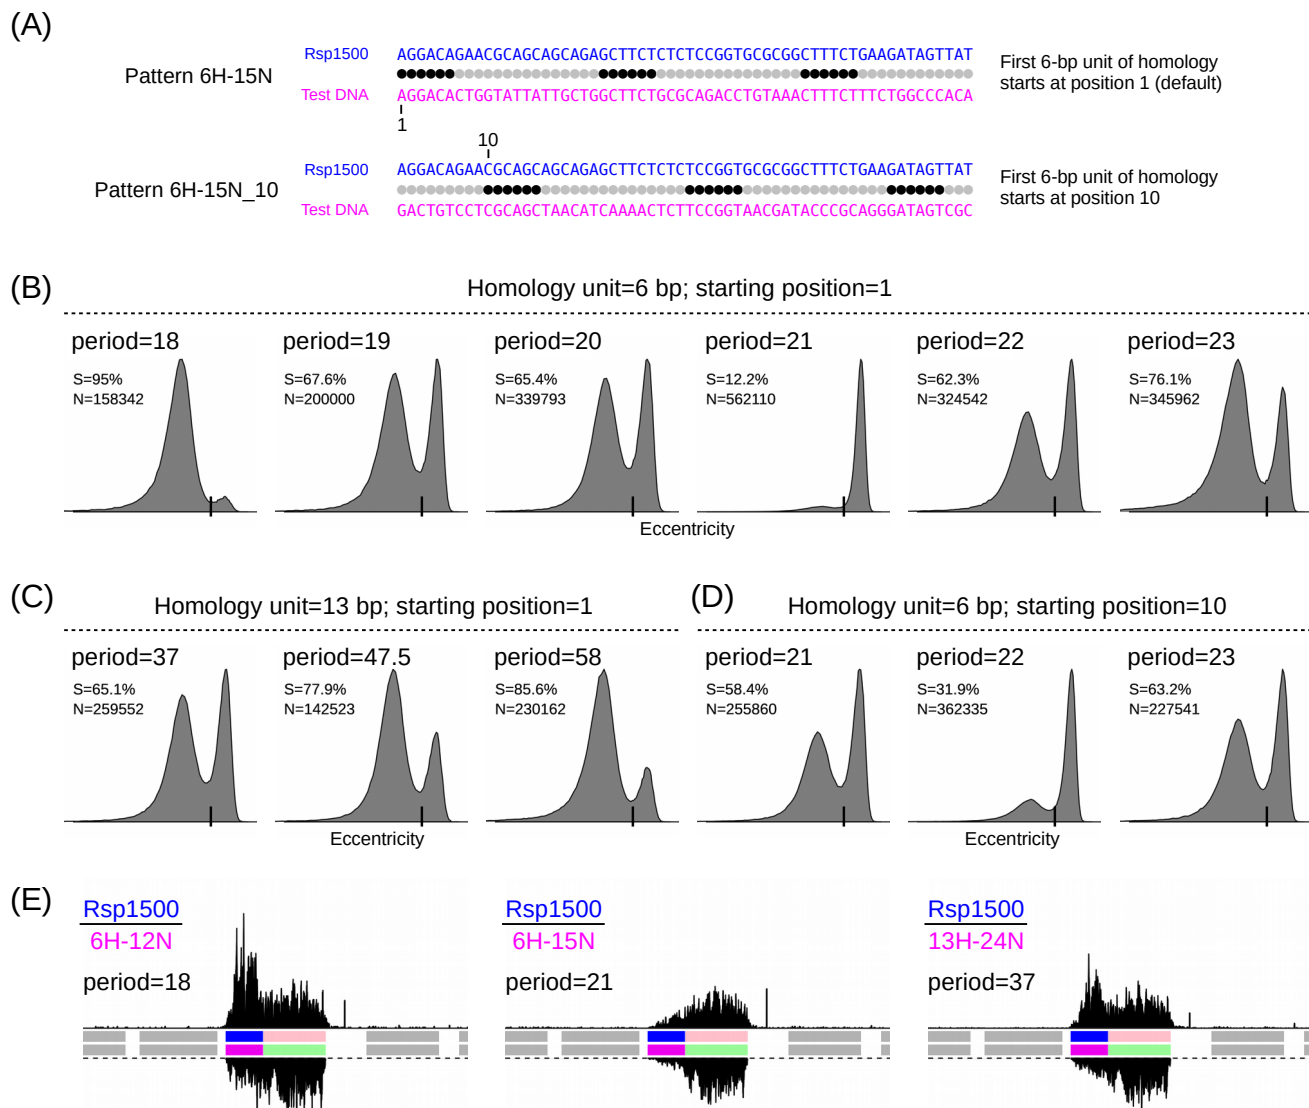 (A)
Rsp1500 AGGACAGAACGCAGCAGCAGAGCTTCTCTCTCCGGTGCGCGGCTTTCTGAAGATAGTTAT
Pattern 6H-15N
First 6-bp unit of homology
starts at position 1 (default)
Test DNA AGGACACTGGTATTATTGCTGGCTTCTGCGCAGACCTGTAAACTTTCTTTCTGGCCCACA
1
10
Rsp1500 AGGACAGAACGCAGCAGCAGAGCTTCTCTCTCCGGTGCGCGGCTTTCTGAAGATAGTTAT
Pattern 6H-15N_10
First 6-bp unit of homology
starts at position 10
Test DNA GACTGTCCTCGCAGCTAACATCAAAACTCTTCCGGTAACGATACCCGCAGGGATAGTCGC
(B)
Homology unit=6 bp; starting position=1
period=18 period=19 period=20 period=21 period=22 period=23
S=95% S=67.6% S=65.4% S=12.2% S=62.3% S=76.1%
N=158342 N=200000 N=339793 N=562110 N=324542 N=345962
Eccentricity
(C) Homology unit=13 bp; starting position=1
(D) Homology unit=6 bp; starting position=10
period=37 period=47.5 period=58 period=21 period=22 period=23
S=65.1% S=77.9% S=85.6% S=58.4% S=31.9% S=63.2%
N=259552 N=142523 N=230162 N=255860 N=362335 N=227541
Eccentricity Eccentricity
(E)
Rsp1500 Rsp1500 Rsp1500
6H-12N 6H-15N 13H-24N
period=18 period=21 period=37